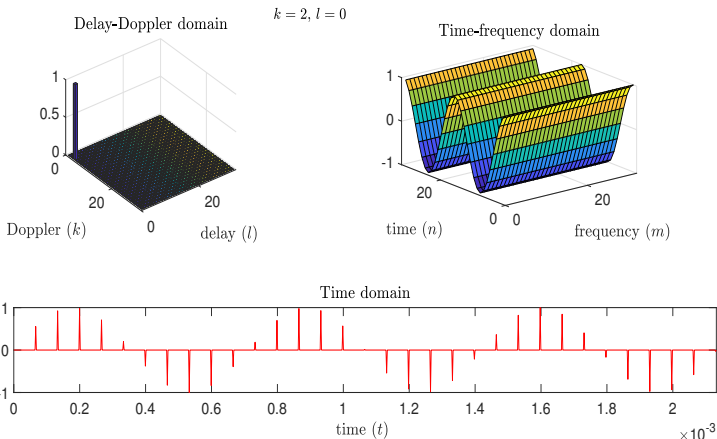 k = 2, l = 0
Delay-Doppler domain
1
0.5
0
0
20
0
20
Doppler (k)
delay (l)
Time-frequency domain
1
0
-1
20
0
0
20
time (n)
frequency (m)
Time domain
1
0
-1
0 0.2 0.4 0.6 0.8 1 1.2 1.4 1.6 1.8 2
time (t)
×10⁻³